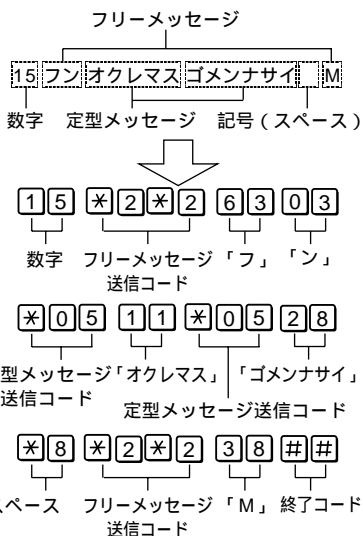 フリーメッセージ
15 フン オクレマス ゴメンナサイ M
数字 定型メッセージ 記号（スペース）
1 5 * 2 * 2 6 3 0 3
数字 フリーメッセージ 「フ」 「ン」
送信コード
* 0 5 1 1 * 0 5 2 8
型メッセージ「オクレマス」 「ゴメンナサイ」
送信コード
定型メッセージ送信コード
* 8 * 2 * 2 3 8 # #
スペース フリーメッセージ 「M」 終了コード
送信コード